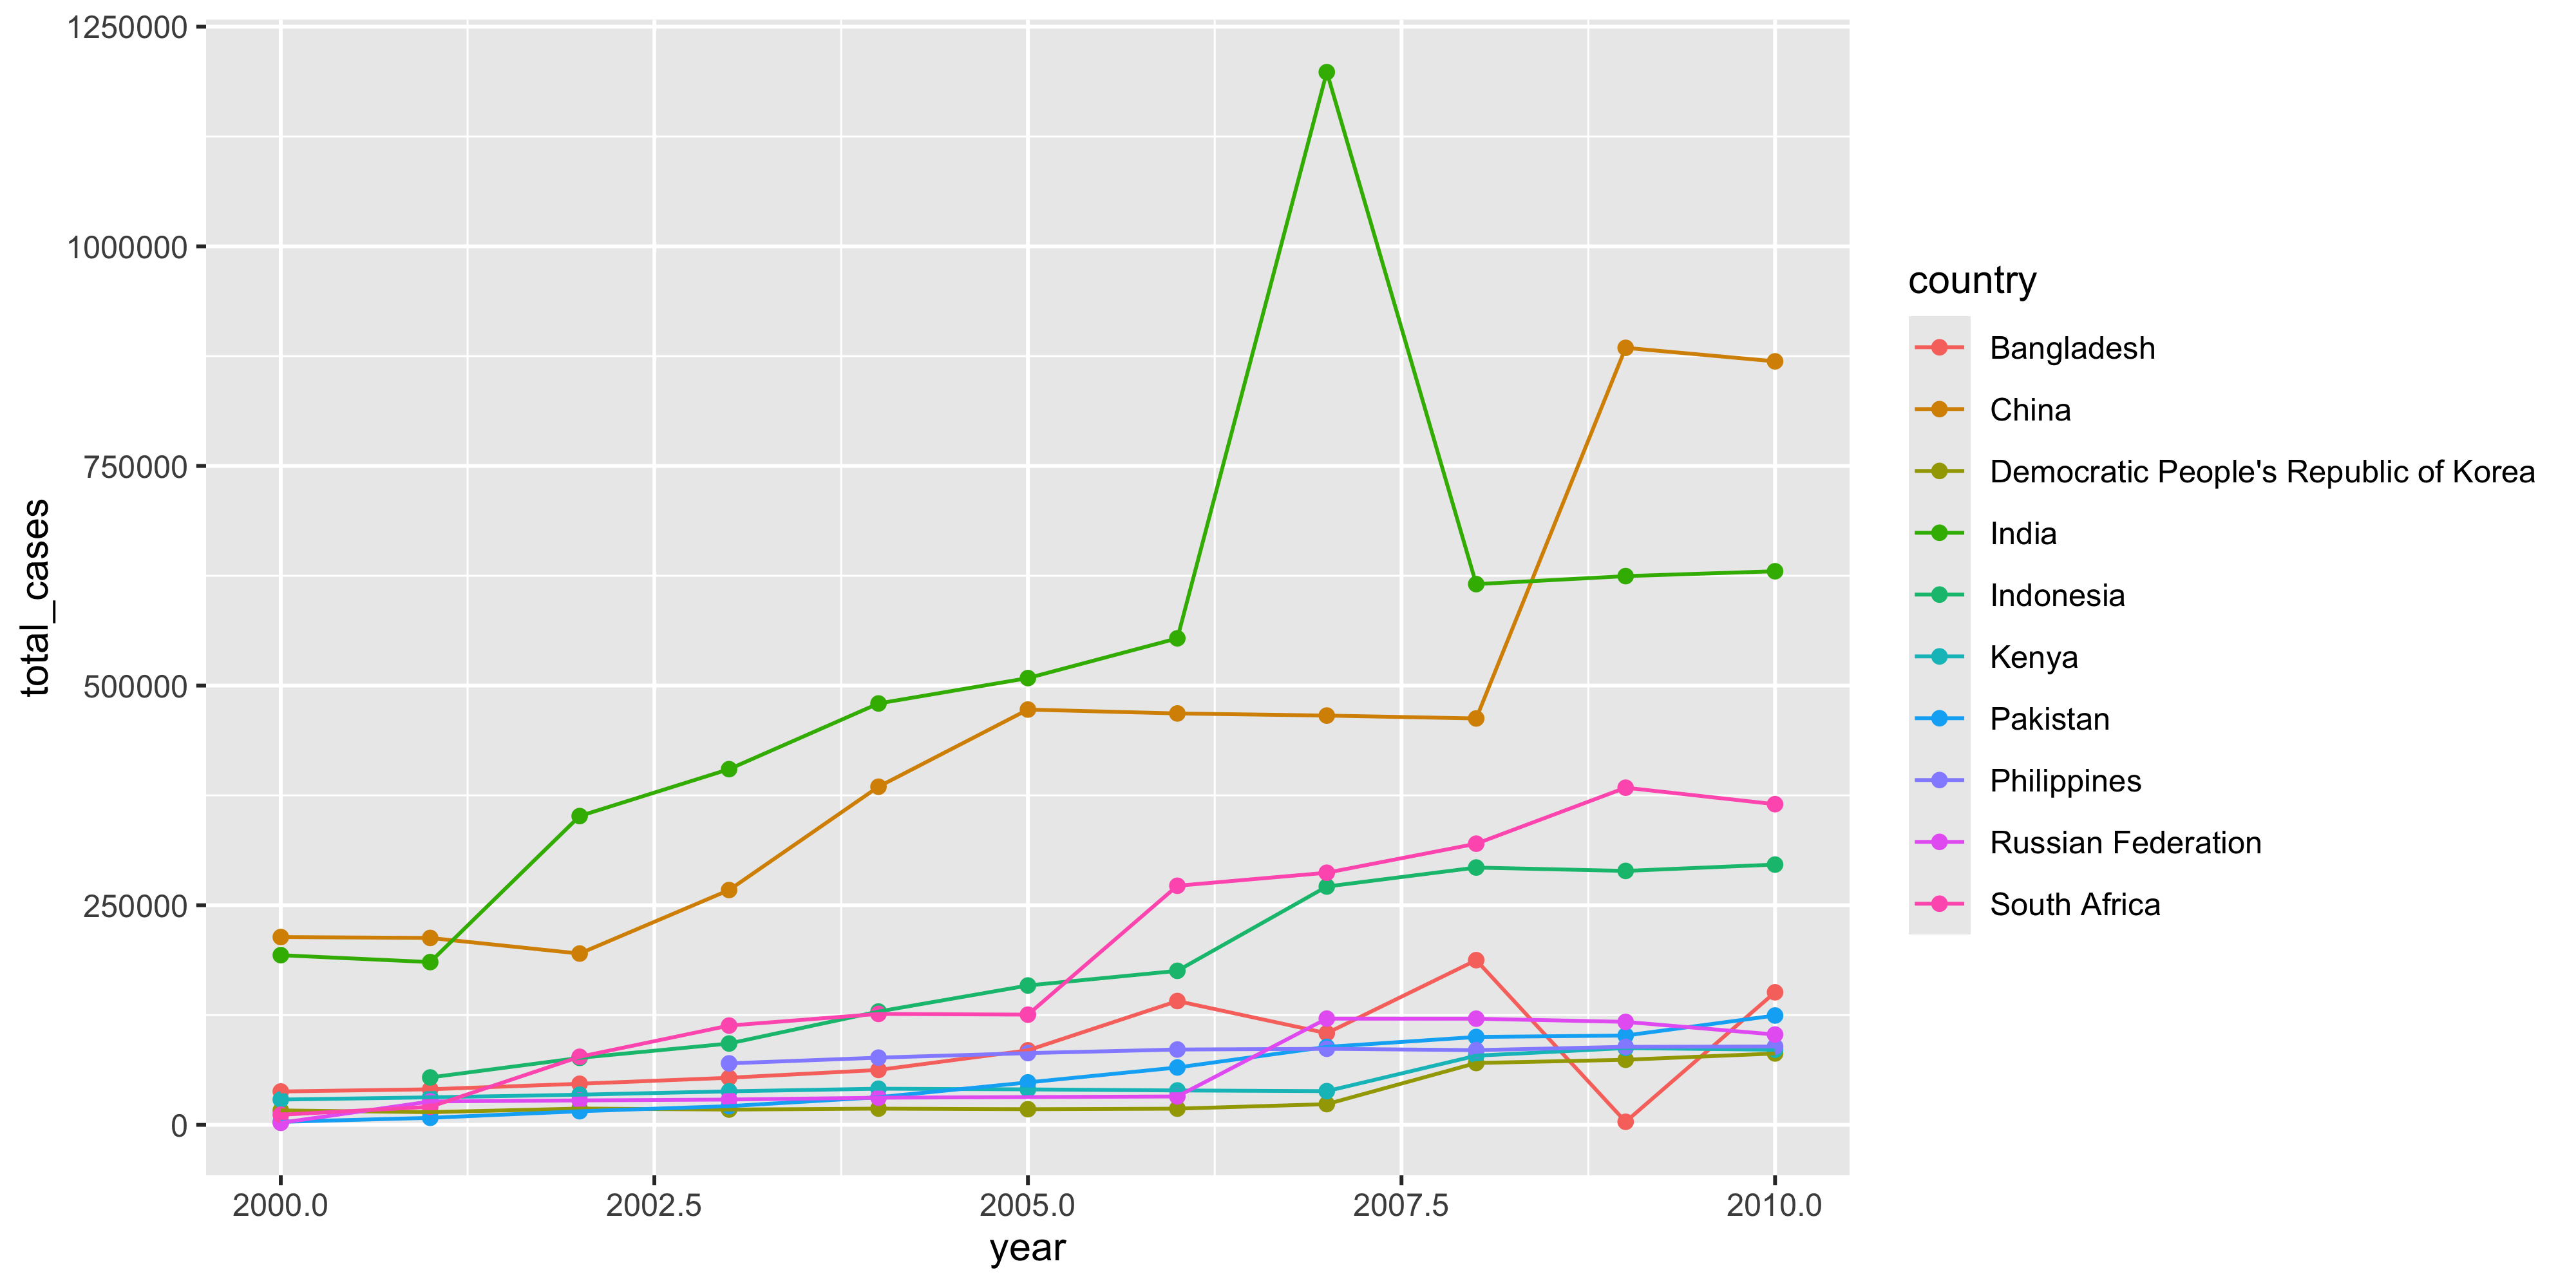 1250000
1000000
750000
500000
250000
0
total_cases
2000.0
2002.5
2005.0
2007.5
2010.0
year
country
Bangladesh
China
Democratic People's Republic of Korea
India
Indonesia
Kenya
Pakistan
Philippines
Russian Federation
South Africa